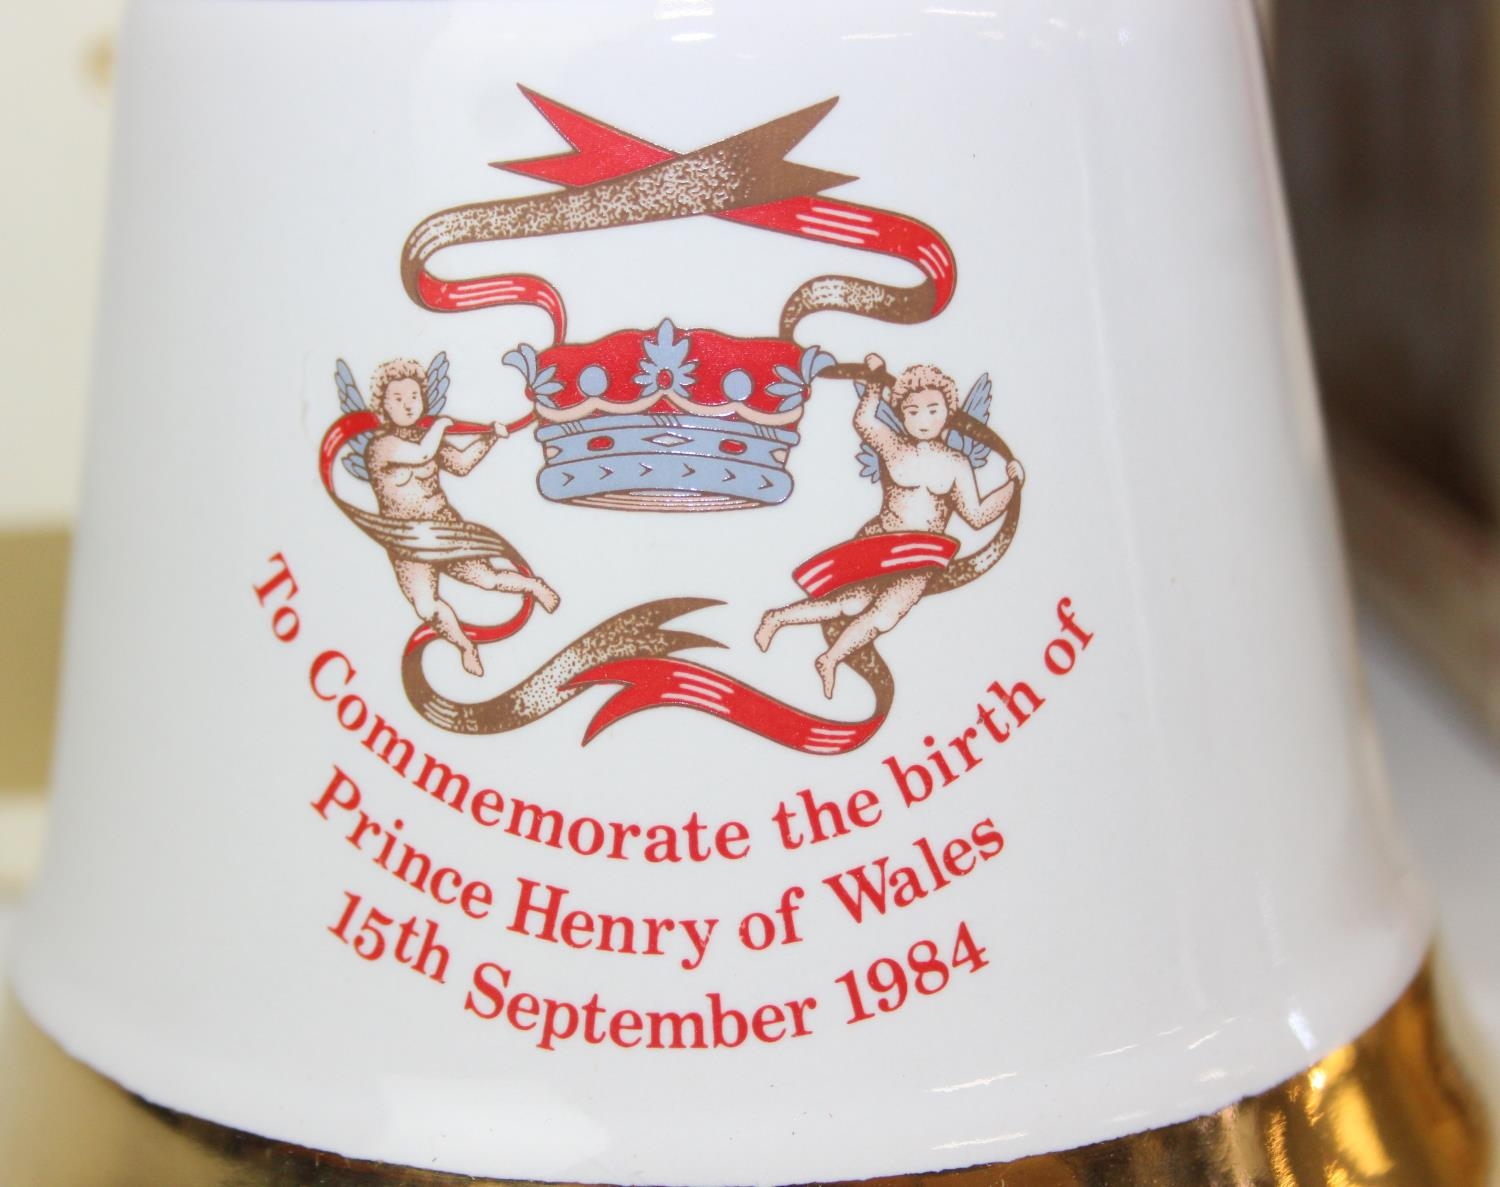 To Commemorate the birth of
Prince Henry of Wales
15th September 1984